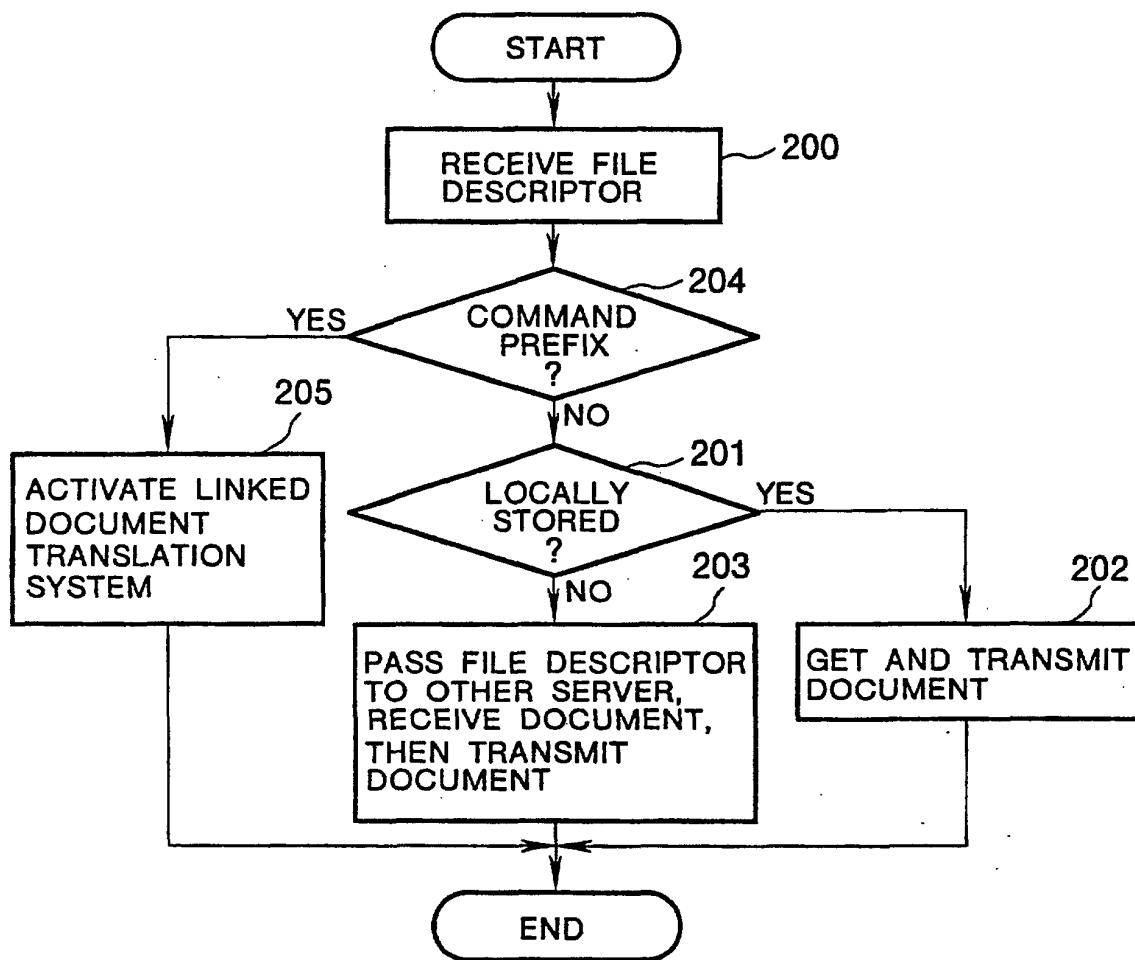 START
200
RECEIVE FILE
DESCRIPTOR
204
YES
COMMAND
PREFIX
?
NO
205
ACTIVATE LINKED
DOCUMENT
TRANSLATION
SYSTEM
201
LOCALLY
STORED
?
YES
NO
203
PASS FILE DESCRIPTOR
TO OTHER SERVER,
RECEIVE DOCUMENT,
THEN TRANSMIT
DOCUMENT
202
GET AND TRANSMIT
DOCUMENT
END